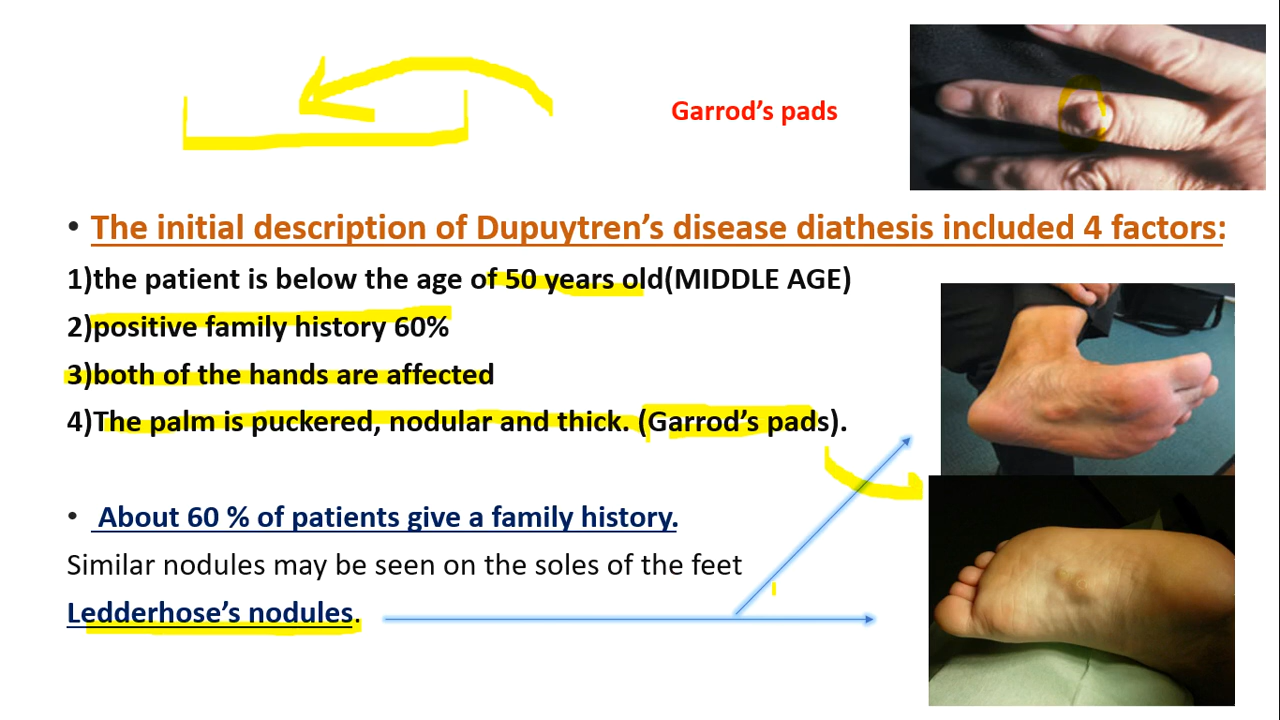 Garrod’s pads
• The initial description of Dupuytren’s disease diathesis included 4 factors:
1)the patient is below the age of 50 years old(MIDDLE AGE)
2)positive family history 60%
3)both of the hands are affected
4)The palm is puckered, nodular and thick. (Garrod’s pads).
• About 60 % of patients give a family history.
Similar nodules may be seen on the soles of the feet
Ledderhose’s nodules.